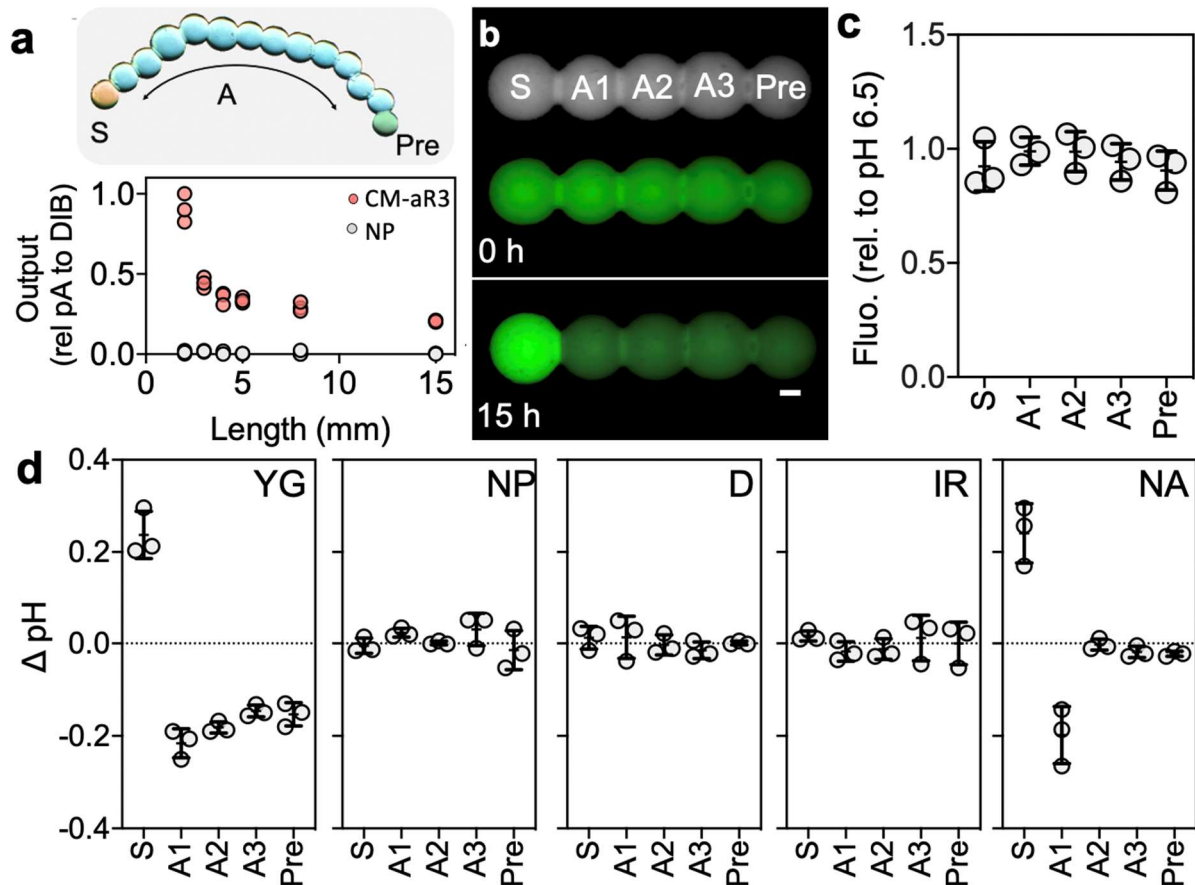 a
S
A
Pre
Output
(rel pA to DIB)
1.0
0.5
0.0
CM-aR3
NP
0
5
10
15
Length (mm)
b
S A1 A2 A3 Pre
0 h
15 h
c
Fluo. (rel. to pH 6.5)
1.5
1.0
0.5
0.0
S
A1
A2
A3
Pre
d
Δ pH
0.4
0.2
0.0
-0.2
-0.4
YG
S
A1
A2
A3
Pre
NP
S
A1
A2
A3
Pre
D
S
A1
A2
A3
Pre
IR
S
A1
A2
A3
Pre
NA
S
A1
A2
A3
Pre